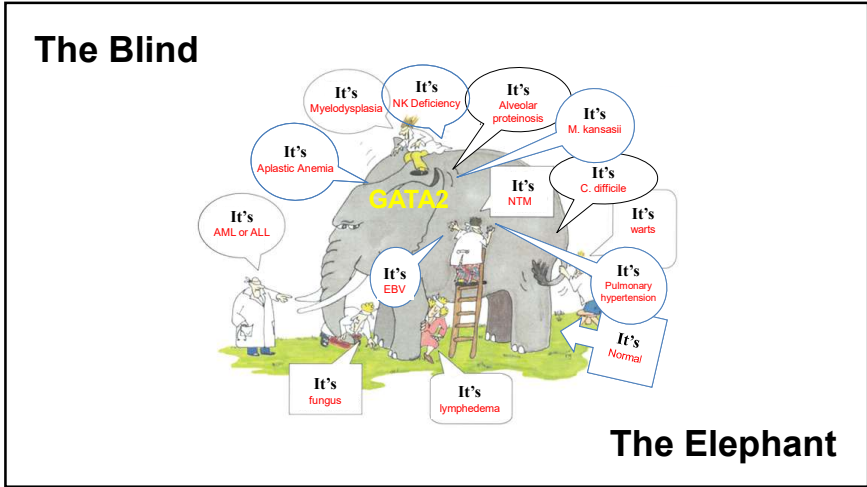 The Blind
It's
Myelodysplasia
It's
NK Deficiency
It's
Alveolar
proteinosis
It's
M. kansasii
It's
Aplastic Anemia
It's
C. difficile
GATA2
It's
NTM
It's
AML or ALL
It's
warts
It's
EBV
It's
Pulmonary
hypertension
It's
Normal
It's
fungus
It's
lymphedema
The Elephant